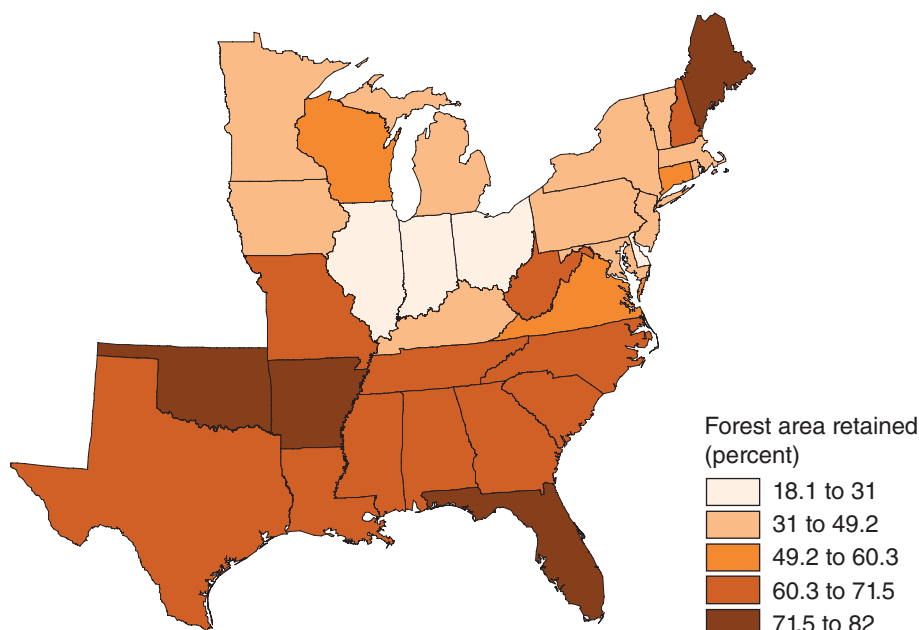 Forest area retained
(percent)
18.1 to 31
31 to 49.2
49.2 to 60.3
60.3 to 71.5
71.5 to 82